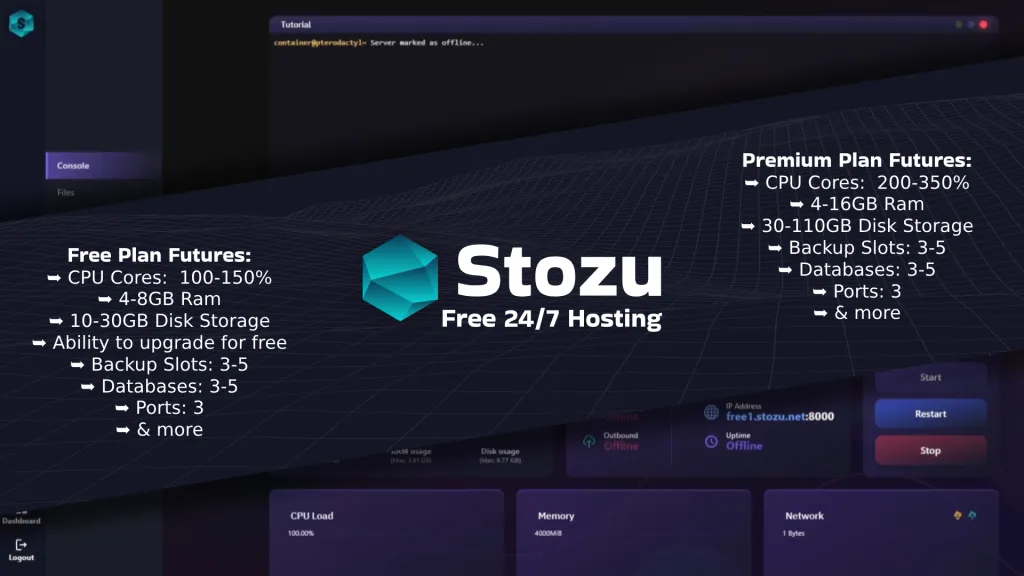 Tutorial
container@pterodactyl~ Server marked as offline...
Console
Files
Premium Plan Futures:
➥ CPU Cores:  200-350%
➥ 4-16GB Ram
➥ 30-110GB Disk Storage
➥ Backup Slots: 3-5
➥ Databases: 3-5
➥ Ports: 3
➥ & more
Free Plan Futures:
➥ CPU Cores:  100-150%
➥ 4-8GB Ram
➥ 10-30GB Disk Storage
➥ Ability to upgrade for free
➥ Backup Slots: 3-5
➥ Databases: 3-5
➥ Ports: 3
➥ & more
Stozu
Free 24/7 Hosting
Start
Restart
Stop
IP Address
free1.stozu.net:8000
Outbound
Offline
Uptime
Offline
usage
Disk usage
(Max: 9.77 GB)
Dashboard
Logout
CPU Load
100.00%
Memory
4000MiB
Network
1 Bytes